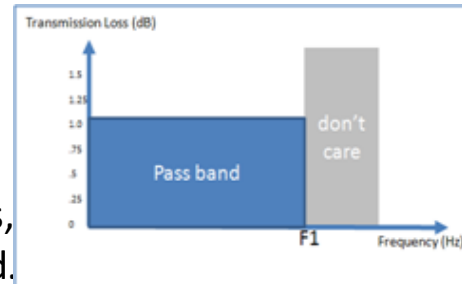 Transmission Loss (dB)
1.5
1.25
1.0
.75
.5
.25
0
don't
care
Pass band
F1
Frequency (Hz)
s,
d.